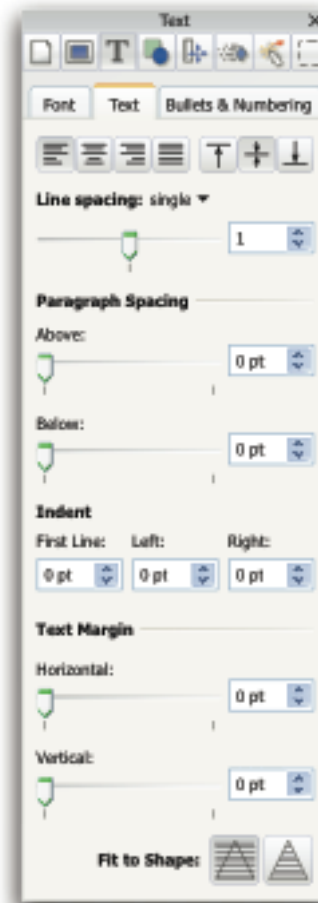 Text
T
Font Text Bullets & Numbering
Line spacing: single
1
Paragraph Spacing
Above:
0 pt
Below:
0 pt
Indent
First Line: Left: Right:
0 pt 0 pt 0 pt
Text Margin
Horizontal:
0 pt
Vertical:
0 pt
Fit to Shape: